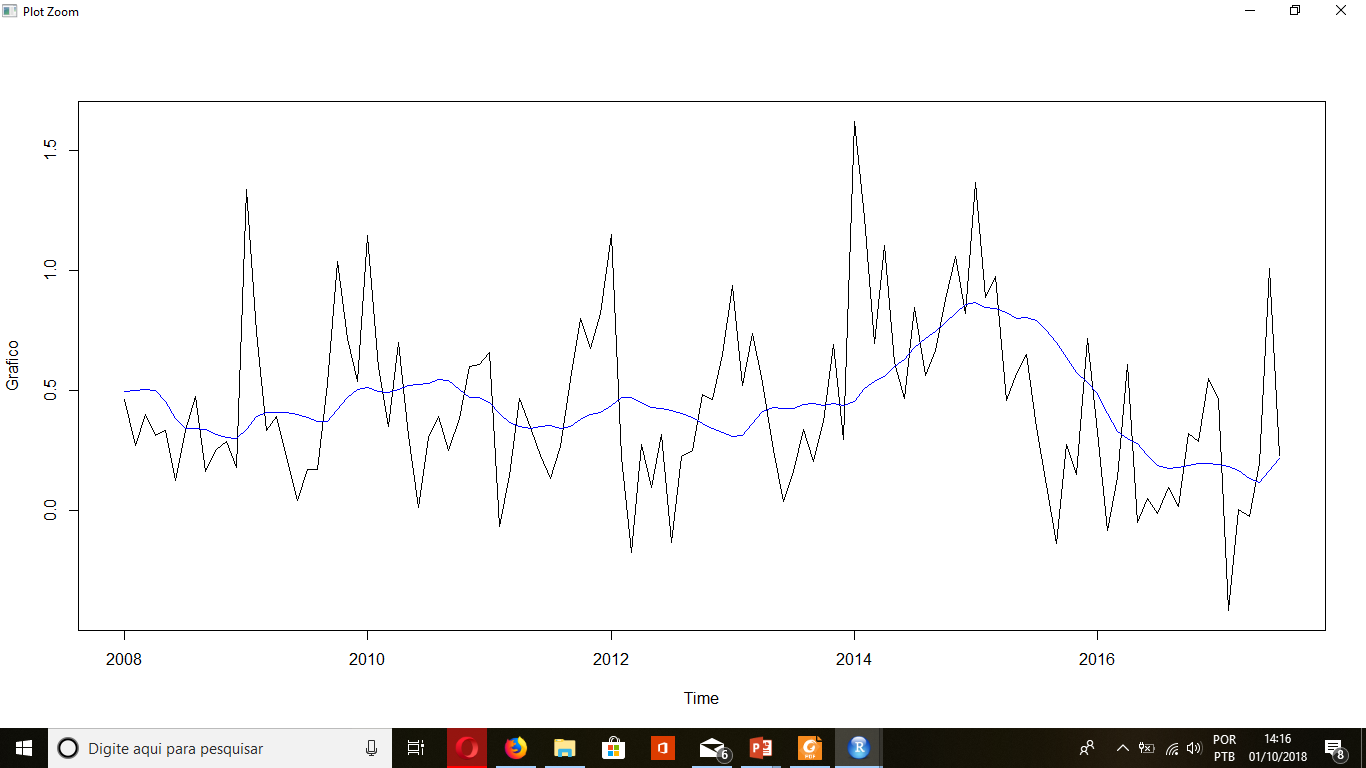 Plot Zoom
Grafico
1.5
1.0
0.5
0.0
2008 2010 2012 2014 2016
Time
Digite aqui para pesquisar
6
PDF
R
POR
PTB
14:16
01/10/2018
8